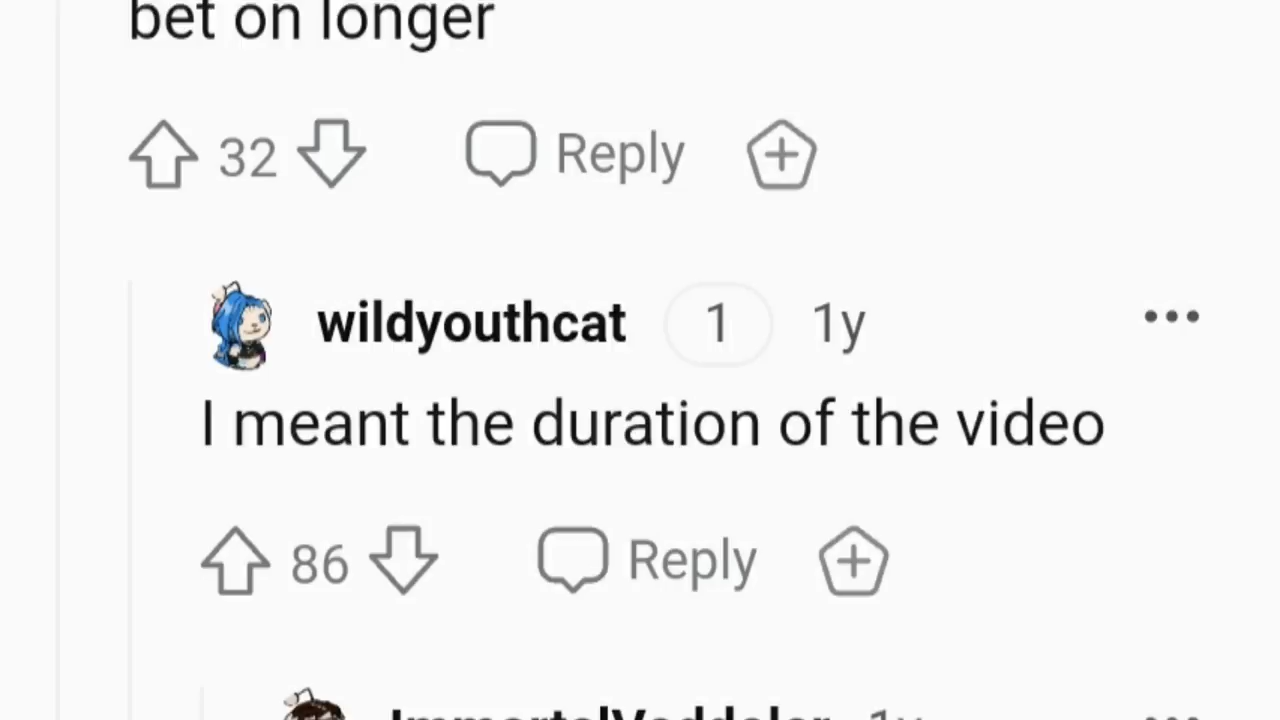 bet on longer
32 Reply
wildyouthcat 1 1y
I meant the duration of the video
86 Reply